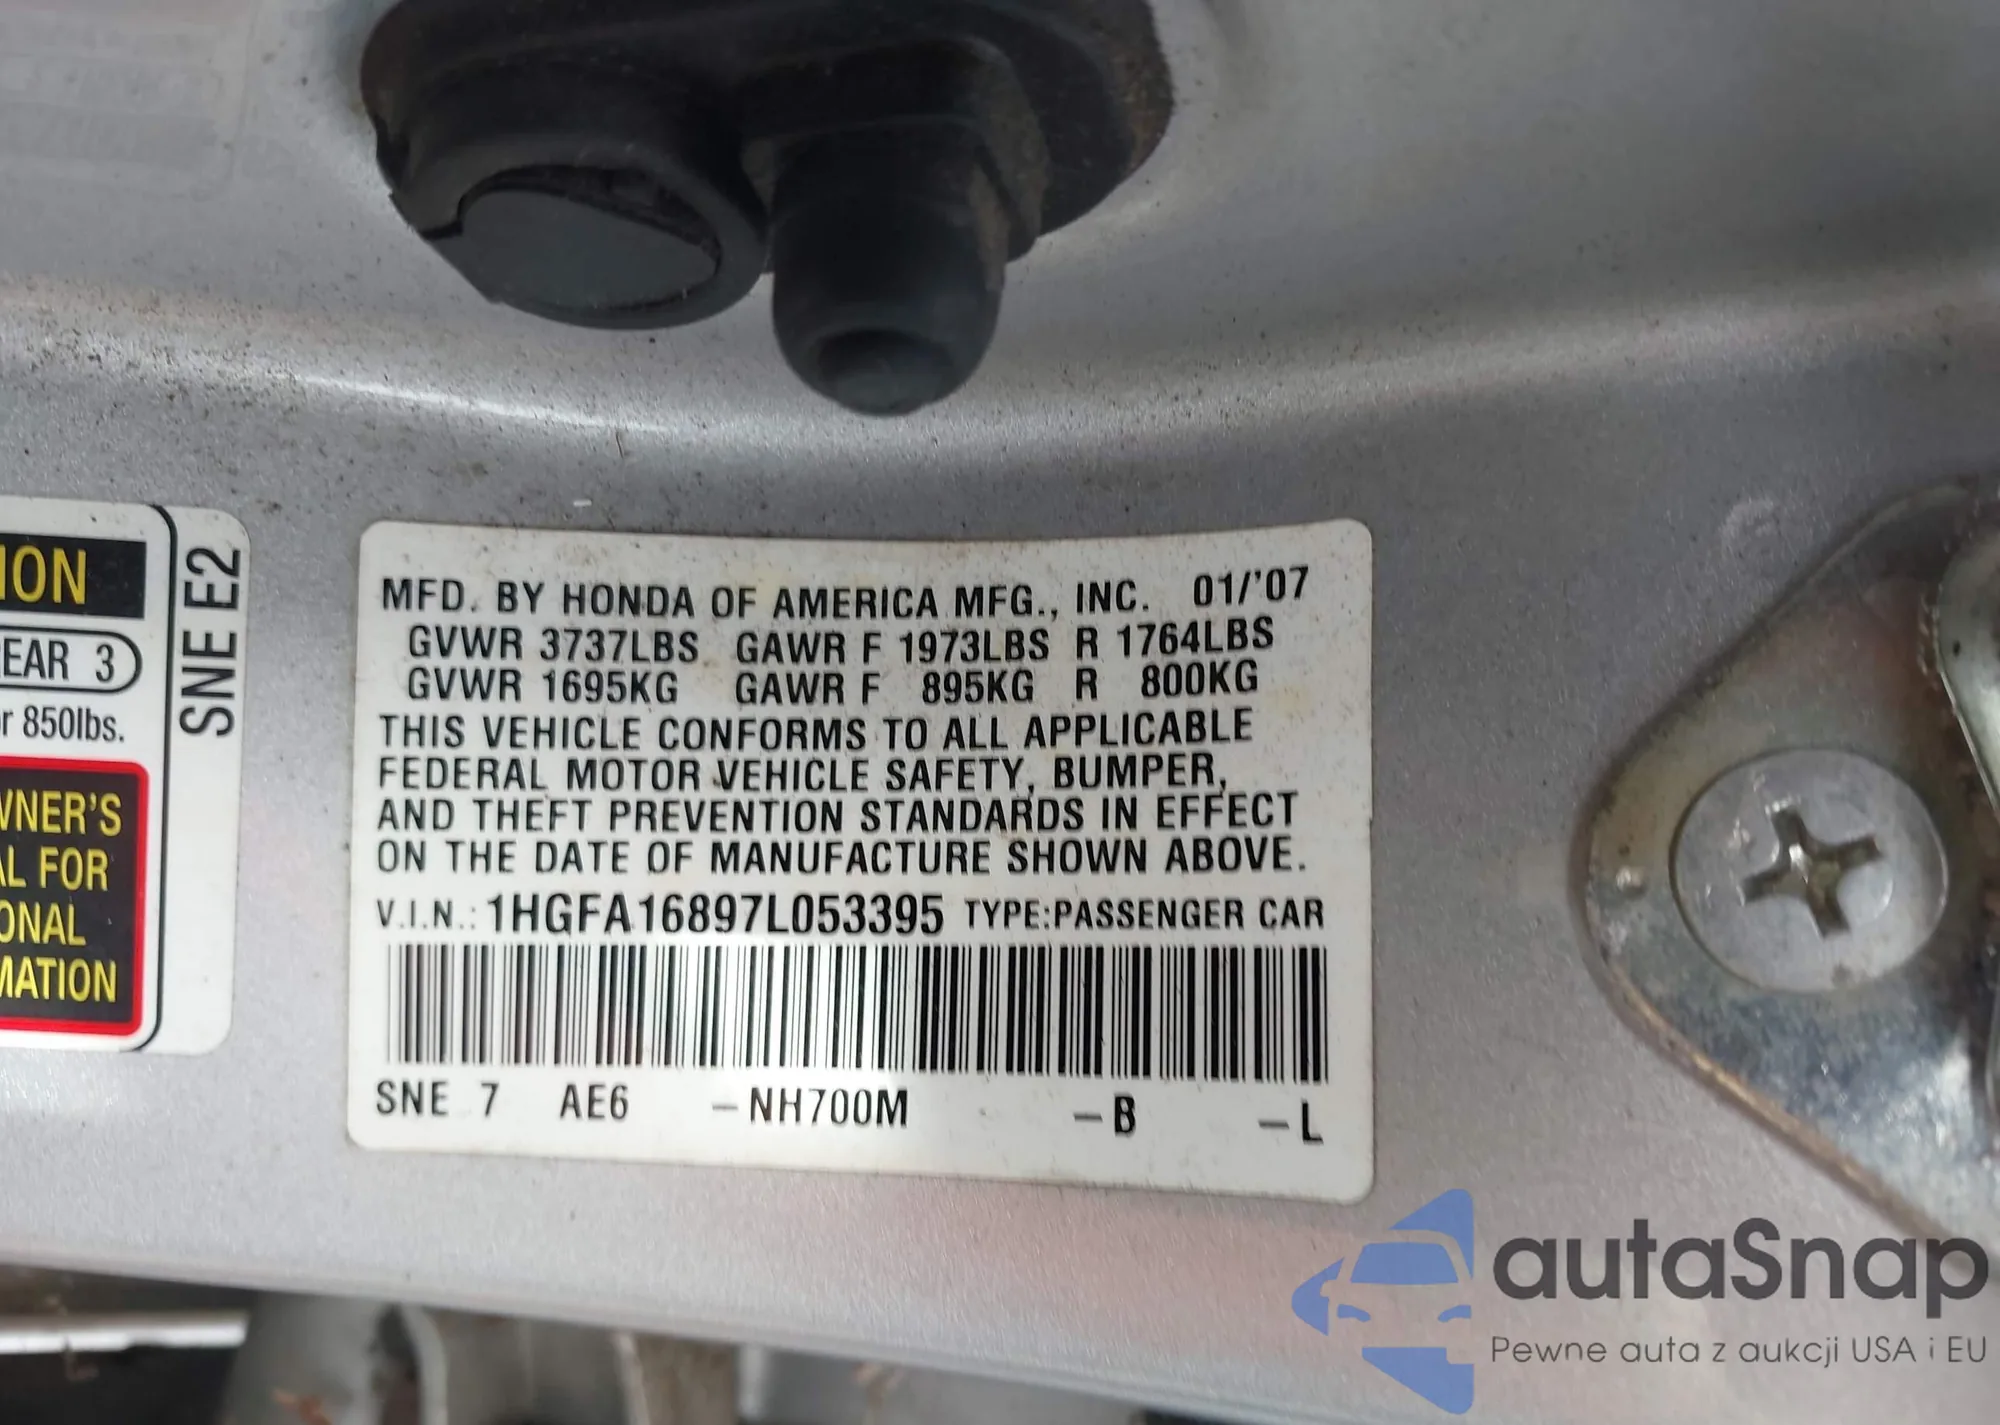 ION
EAR 3
r 850lbs.
WNER'S
AL FOR
ONAL
MATION
SNE E2
MFD. BY HONDA OF AMERICA MFG., INC. 01/'07
GVWR 3737LBS GAWR F 1973LBS R 1764LBS
GVWR 1695KG GAWR F 895KG R 800KG
THIS VEHICLE CONFORMS TO ALL APPLICABLE
FEDERAL MOTOR VEHICLE SAFETY, BUMPER,
AND THEFT PREVENTION STANDARDS IN EFFECT
ON THE DATE OF MANUFACTURE SHOWN ABOVE.
V.I.N.: 1HGFA16897L053395 TYPE:PASSENGER CAR
SNE 7 AE6 -NH700M -B -L
autaSnap
Pewne auta z aukcji USA i EU